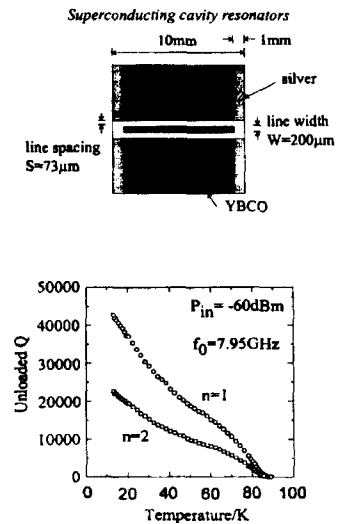 Superconducting cavity resonators
10mm
1mm
silver
line spacing
S=73μm
line width
W=200μm
YBCO
50000
40000
30000
20000
10000
0
Unloaded Q
P_in= -60dBm
f_0=7.95GHz
n=1
n=2
0 20 40 60 80 100
Temperature/K